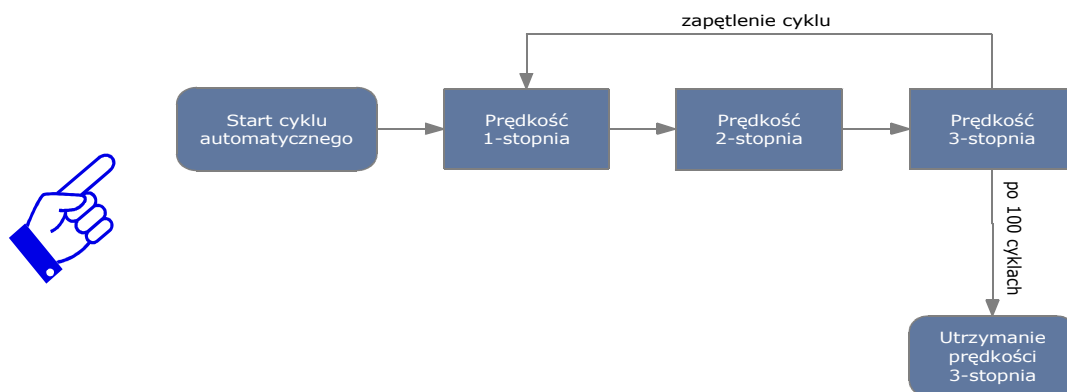 zapętlenie cyklu
Start cyklu
automatycznego
Prędkość
1-stopnia
Prędkość
2-stopnia
Prędkość
3-stopnia
po 100 cyklach
Utrzymanie
prędkości
3-stopnia